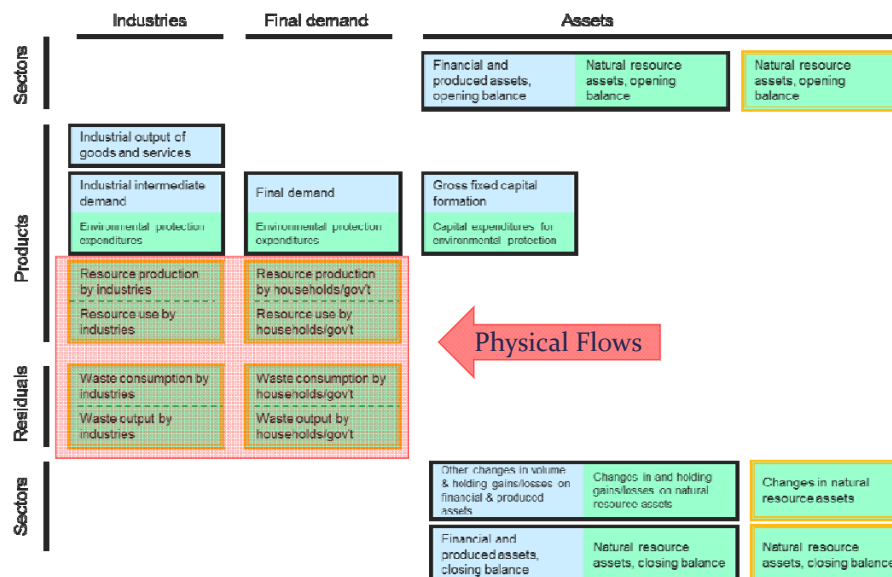 Industries
Final demand
Assets
Sectors
Financial and
produced assets,
opening balance
Natural resource
assets, opening
balance
Natural resource
assets, opening
balance
Products
Industrial output of
goods and services
Industrial intermediate
demand
Environmental protection
expenditures
Final demand
Environmental protection
expenditures
Gross fixed capital
formation
Capital expenditures for
environmental protection
Resource production
by industries
Resource use by
industries
Resource production
by households/gov't
Resource use by
households/gov't
Physical Flows
Residuals
Waste consumption by
industries
Waste output by
industries
Waste consumption by
households/gov't
Waste output by
households/gov't
Sectors
Other changes in volume
& holding gains/losses on
financial & produced
assets
Changes in and holding
gains/losses on natural
resource assets
Changes in natural
resource assets
Financial and
produced assets,
closing balance
Natural resource
assets, closing balance
Natural resource
assets, closing balance